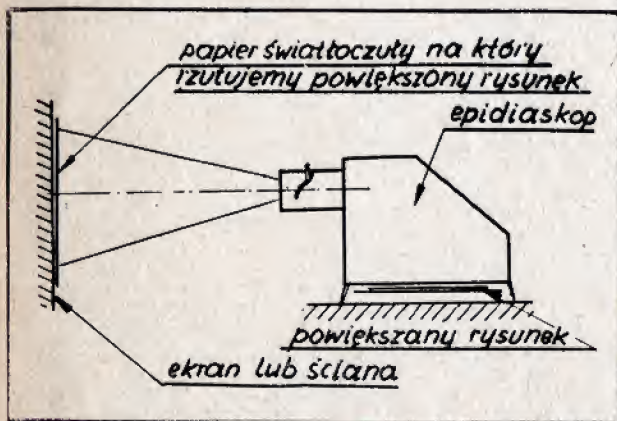 papier światłoczuły na który
rzutujemy powiększony rysunek
epidiaskop
powiększany rysunek
ekran lub ściana